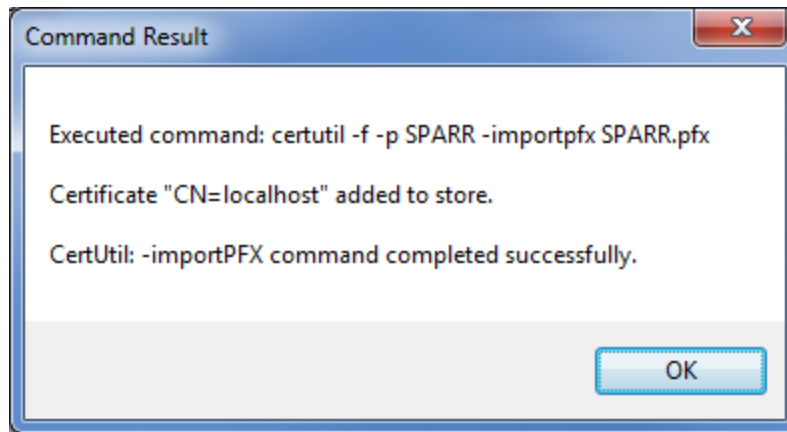 Command Result
Executed command: certutil -f -p SPARR -importpfx SPARR.pfx
Certificate "CN=localhost" added to store.
CertUtil: -importPFX command completed successfully.
OK